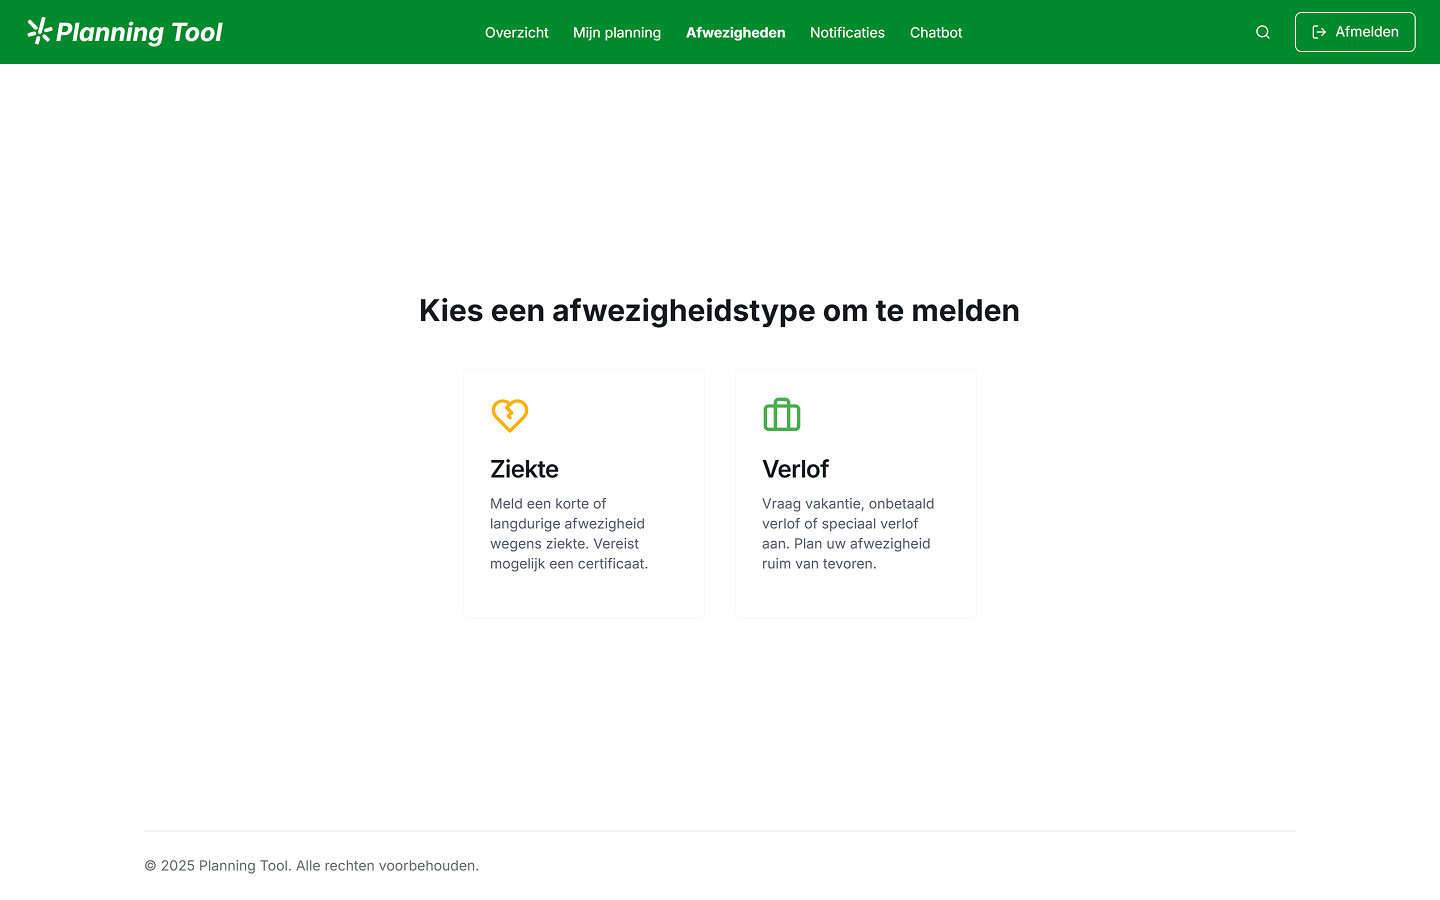 Planning Tool
Overzicht
Mijn planning
Afwezigheden
Notificaties
Chatbot
Afmelden
Kies een afwezigheidstype om te melden
Ziekte
Meld een korte of
langdurige afwezigheid
wegens ziekte. Vereist
mogelijk een certificaat.
Verlof
Vraag vakantie, onbetaald
verlof of speciaal verlof
aan. Plan uw afwezigheid
ruim van tevoren.
© 2025 Planning Tool. Alle rechten voorbehouden.